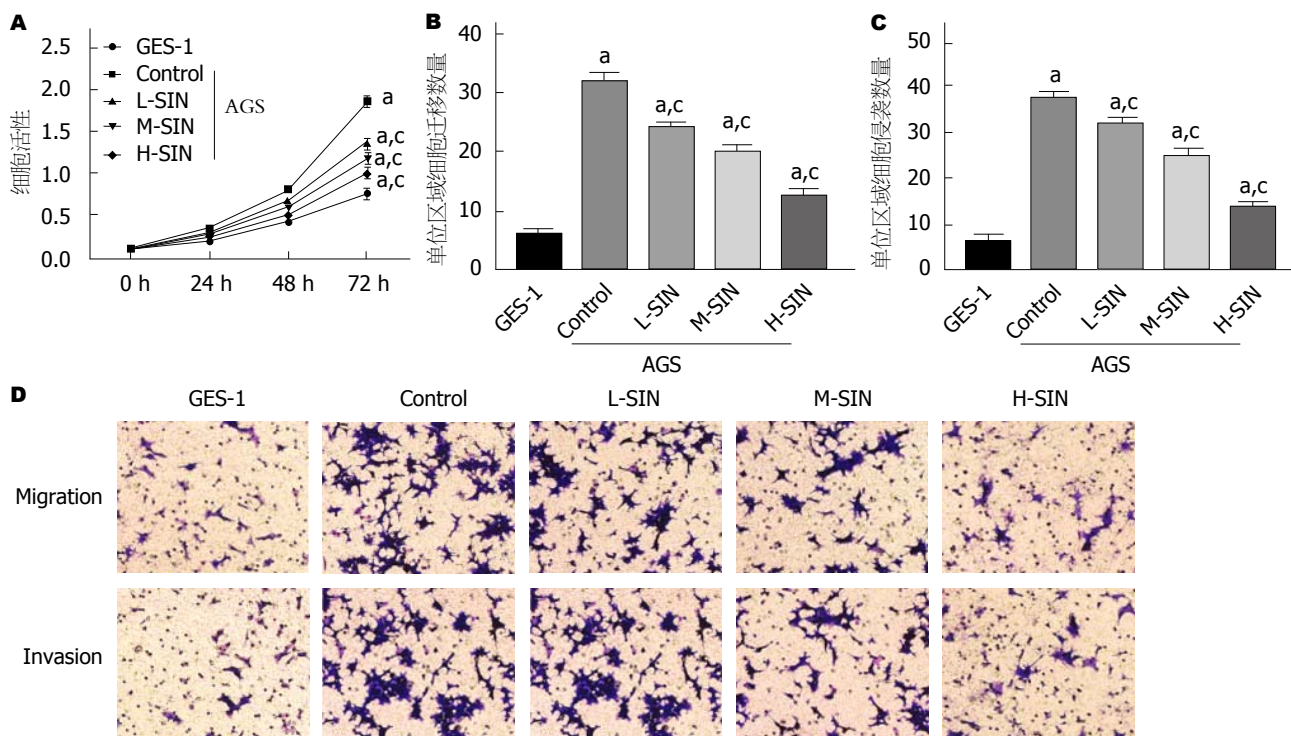 A
细胞活性
2.5
2.0
1.5
1.0
0.5
0.0
GES-1
Control
L-SIN
M-SIN
H-SIN
AGS
a
a,c
a,c
a,c
0 h 24 h 48 h 72 h
B
单位区域细胞迁移数量
40
30
20
10
0
a
a,c
a,c
a,c
GES-1 Control L-SIN M-SIN H-SIN
AGS
C
单位区域细胞侵袭数量
50
40
30
20
10
0
a
a,c
a,c
a,c
GES-1 Control L-SIN M-SIN H-SIN
AGS
D
GES-1 Control L-SIN M-SIN H-SIN
Migration
Invasion